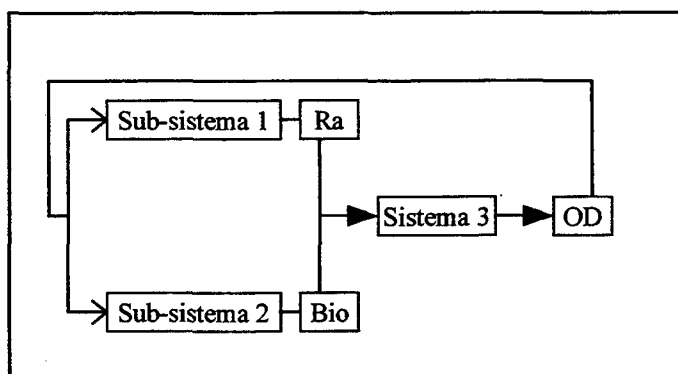 Sub-sistema 1
Ra
Sistema 3
OD
Sub-sistema 2
Bio